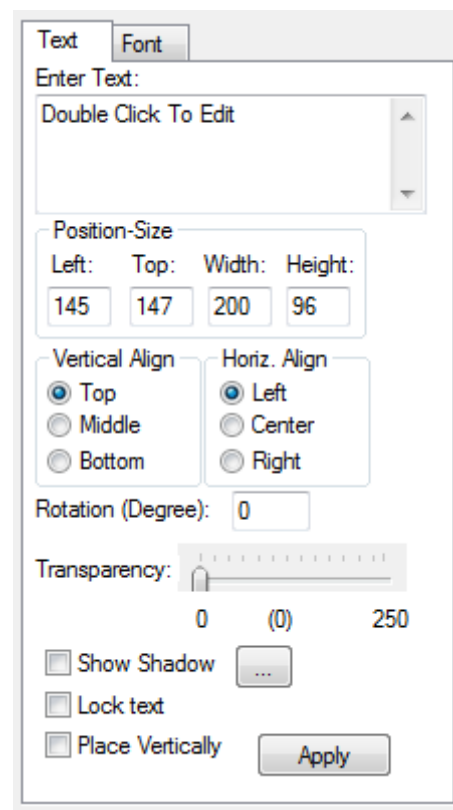 Text Font
Enter Text:
Double Click To Edit
Position-Size
Left: Top: Width: Height:
145 147 200 96
Vertical Align Horiz. Align
Top Left
Middle Center
Bottom Right
Rotation (Degree): 0
Transparency:
0 (0) 250
Show Shadow ...
Lock text
Place Vertically Apply